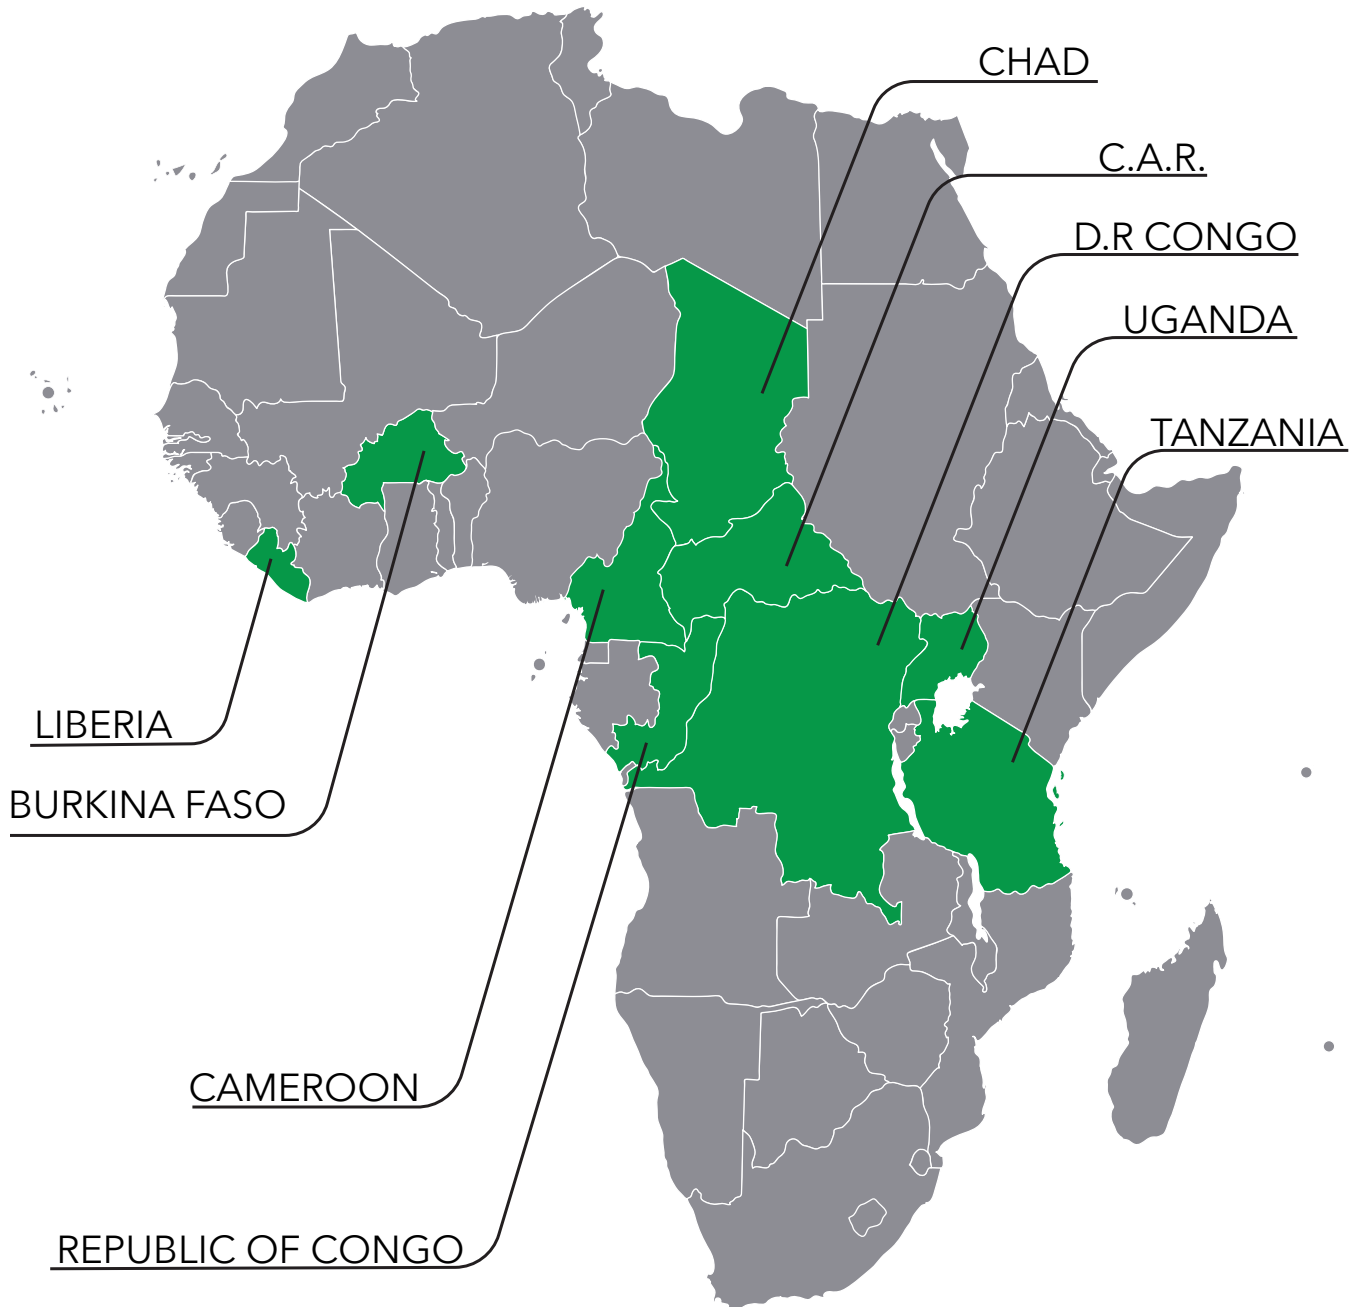 CHAD
C.A.R.
D.R CONGO
UGANDA
TANZANIA
LIBERIA
BURKINA FASO
CAMEROON
REPUBLIC OF CONGO